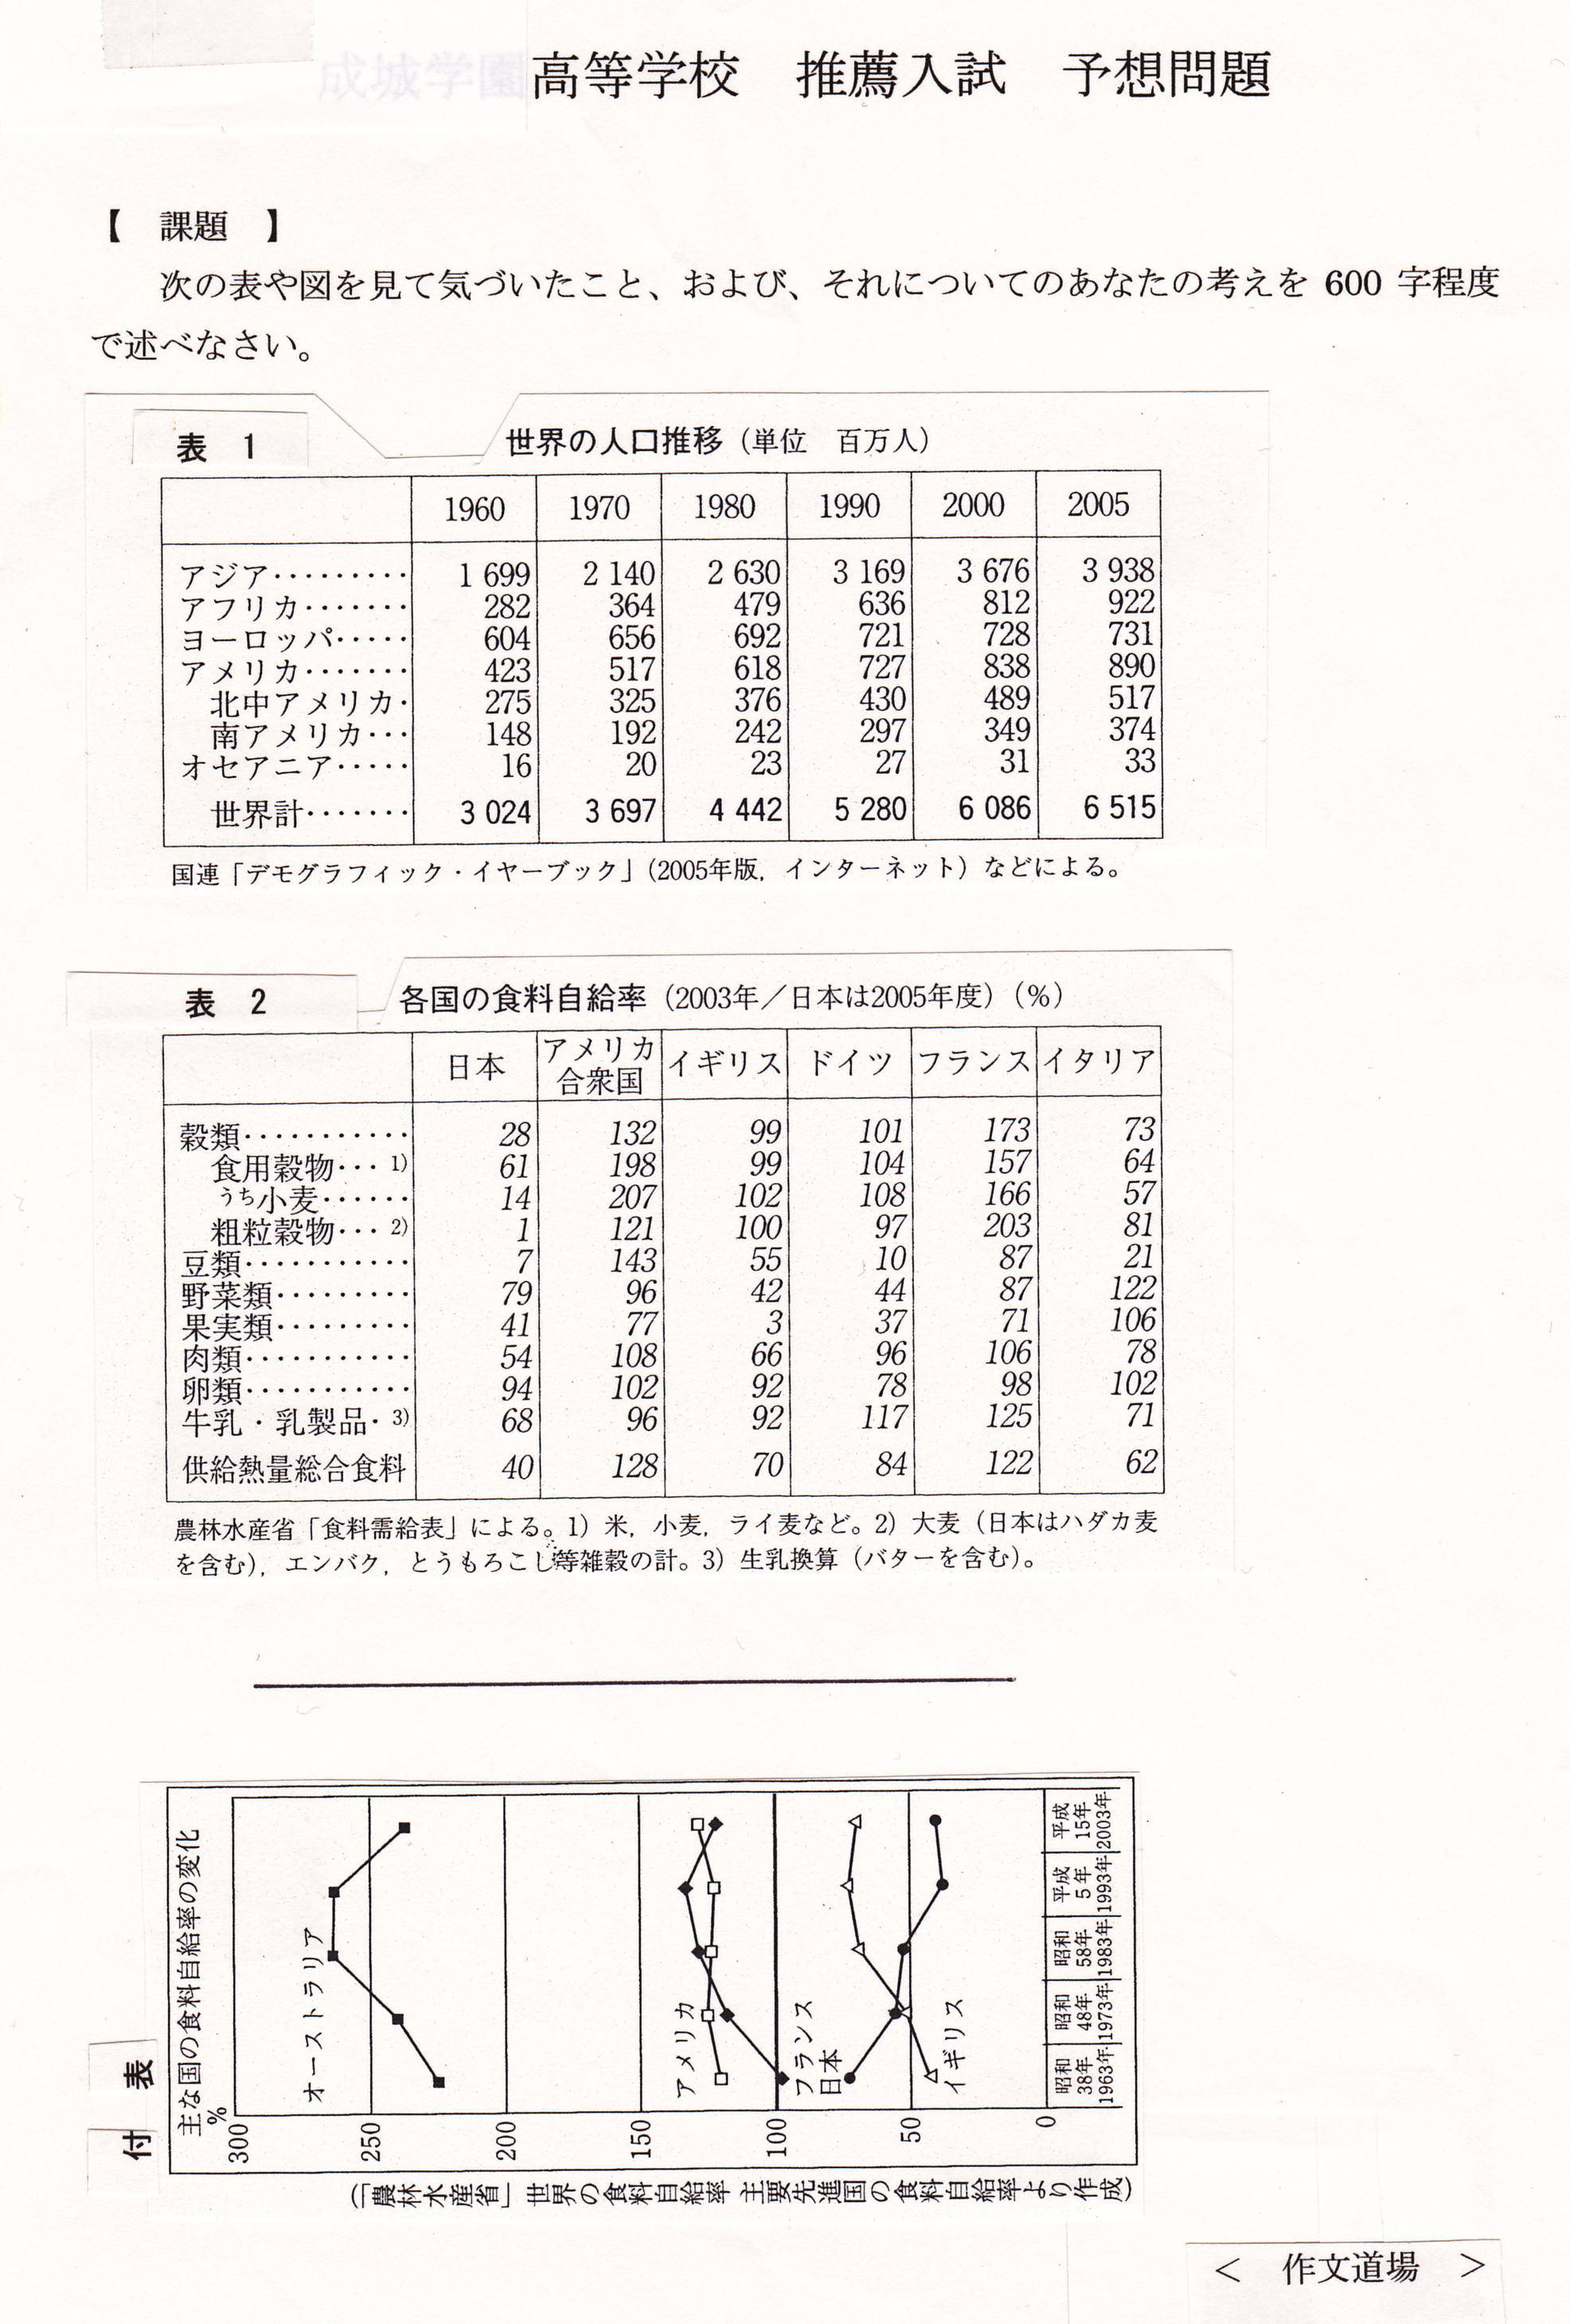 成城学園高等学校 推薦入試 予想問題
【 課題 】
次の表や図を見て気づいたこと、および、それについてのあなたの考えを 600 字程度
で述べなさい。
表 1
世界の人口推移（単位 百万人）
1960 1970 1980 1990 2000 2005
アジア········· 1 699 2 140 2 630 3 169 3 676 3 938
アフリカ······· 282 364 479 636 812 922
ヨーロッパ····· 604 656 692 721 728 731
アメリカ······· 423 517 618 727 838 890
北中アメリカ· 275 325 376 430 489 517
南アメリカ··· 148 192 242 297 349 374
オセアニア····· 16 20 23 27 31 33
世界計······· 3 024 3 697 4 442 5 280 6 086 6 515
国連「デモグラフィック・イヤーブック」（2005年版，インターネット）などによる。
表 2
各国の食料自給率（2003年／日本は2005年度）（％）
日本 アメリカ合衆国 イギリス ドイツ フランス イタリア
穀類··········· 28 132 99 101 173 73
食用穀物··· 1) 61 198 99 104 157 64
うち小麦······ 14 207 102 108 166 57
粗粒穀物··· 2) 1 121 100 97 203 81
豆類··········· 7 143 55 10 87 21
野菜類········· 79 96 42 44 87 122
果実類········· 41 77 3 37 71 106
肉類··········· 54 108 66 96 106 78
卵類··········· 94 102 92 78 98 102
牛乳・乳製品· 3) 68 96 92 117 125 71
供給熱量総合食料 40 128 70 84 122 62
農林水産省「食料需給表」による。1）米，小麦，ライ麦など。2）大麦（日本はハダカ麦
を含む），エンバク，とうもろこし等雑穀の計。3）生乳換算（バターを含む）。
付 表
主な国の食料自給率の変化
%
300
250
200
150
100
50
0
オーストラリア
アメリカ
フランス
日本
イギリス
昭和38年 1963年
昭和48年 1973年
昭和58年 1983年
平成5年 1993年
平成15年 2003年
（「農林水産省」 世界の食料自給率 主要先進国の食料自給率より作成）
＜ 作文道場 ＞